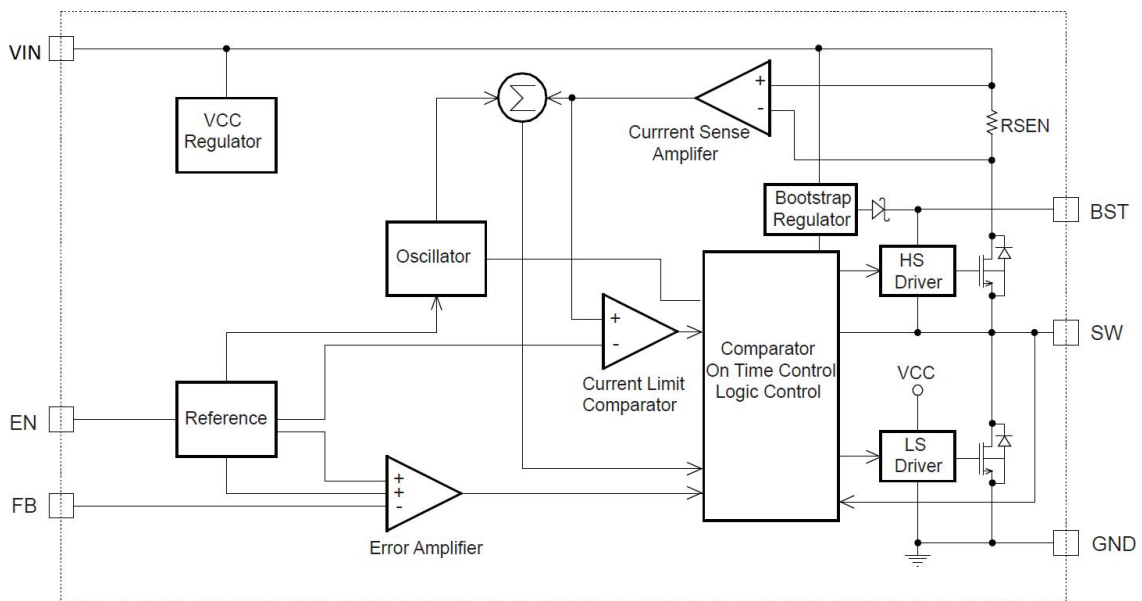 VIN
VCC
Regulator
Σ
+
-
Currrent Sense
Amplifer
RSEN
Bootstrap
Regulator
BST
Oscillator
HS
Driver
+
-
Current Limit
Comparator
Comparator
On Time Control
Logic Control
SW
VCC
EN
Reference
LS
Driver
FB
+
+
-
Error Amplifier
GND